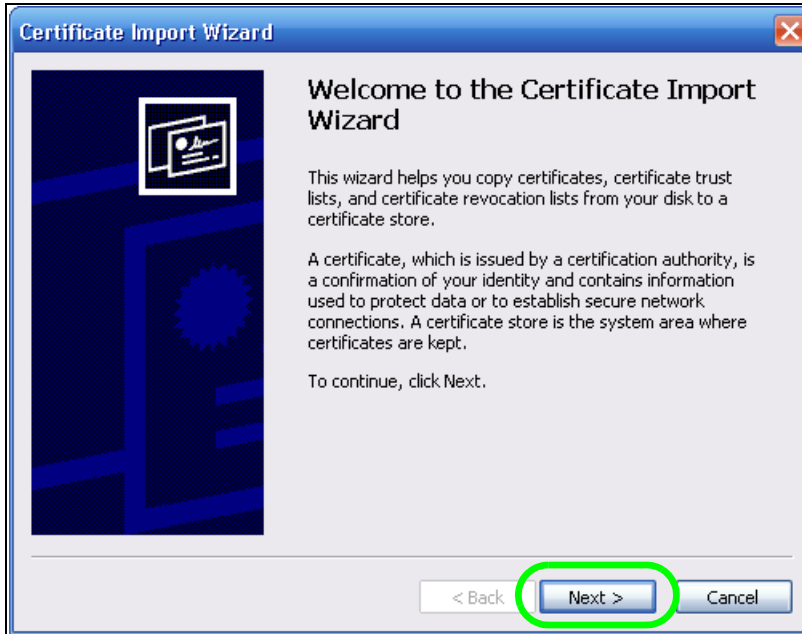 Certificate Import Wizard
Welcome to the Certificate Import
Wizard
This wizard helps you copy certificates, certificate trust
lists, and certificate revocation lists from your disk to a
certificate store.
A certificate, which is issued by a certification authority, is
a confirmation of your identity and contains information
used to protect data or to establish secure network
connections. A certificate store is the system area where
certificates are kept.
To continue, click Next.
< Back Next > Cancel